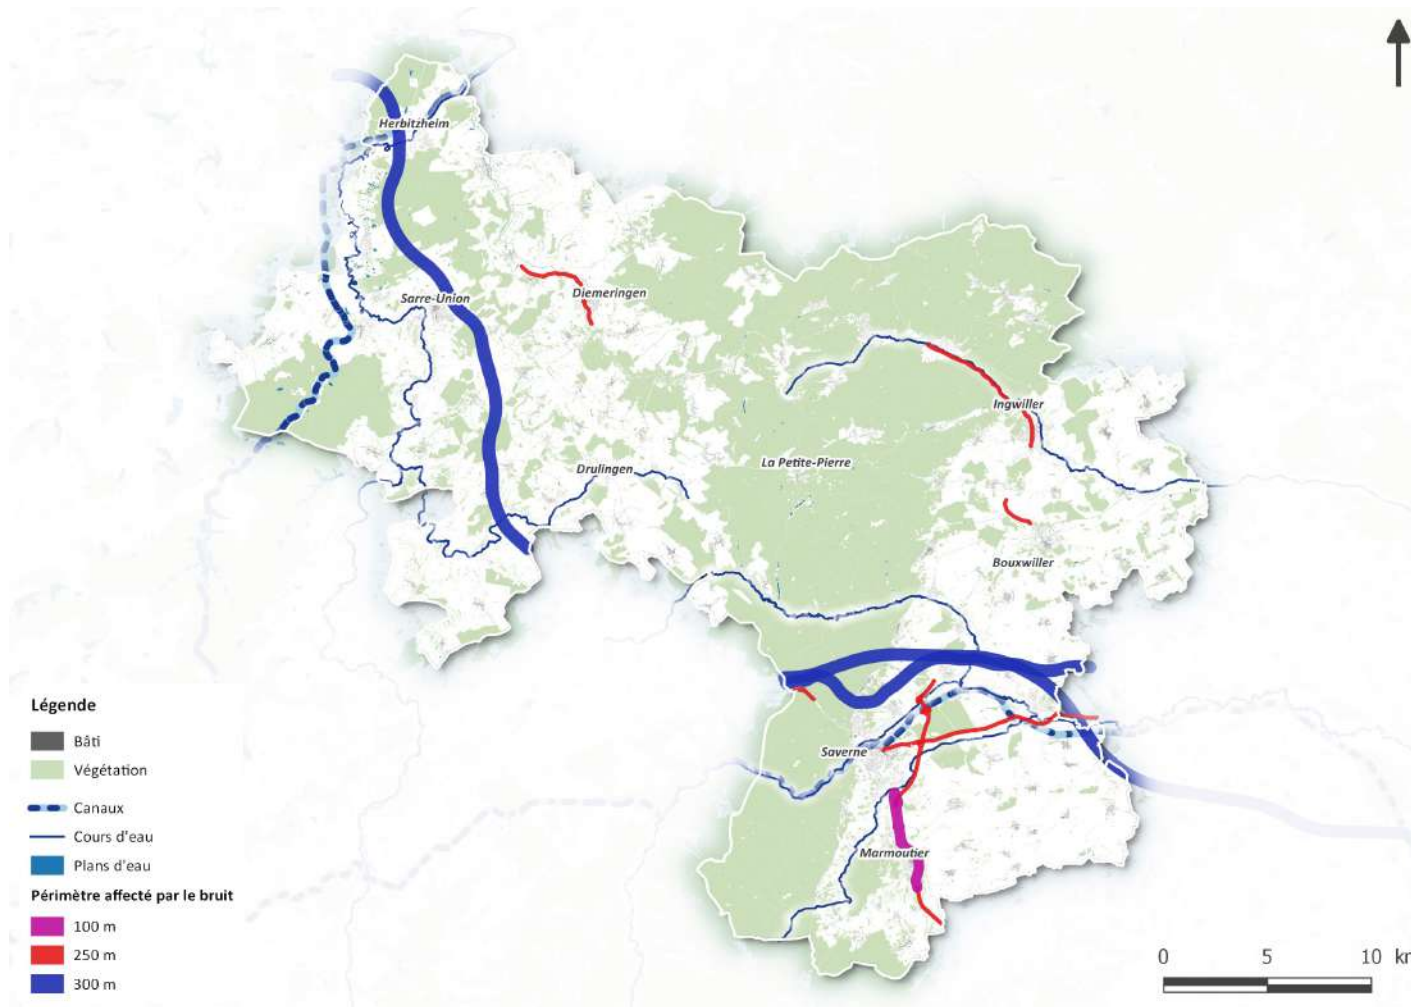 Herbitzheim
Sarre-Union
Diemeringen
Ingwiller
La Petite-Pierre
Drulingen
Bouxwiller
Saverne
Marmoutier
Légende
Bâti
Végétation
Canaux
Cours d'eau
Plans d'eau
Périmètre affecté par le bruit
100 m
250 m
300 m
0 5 10 km